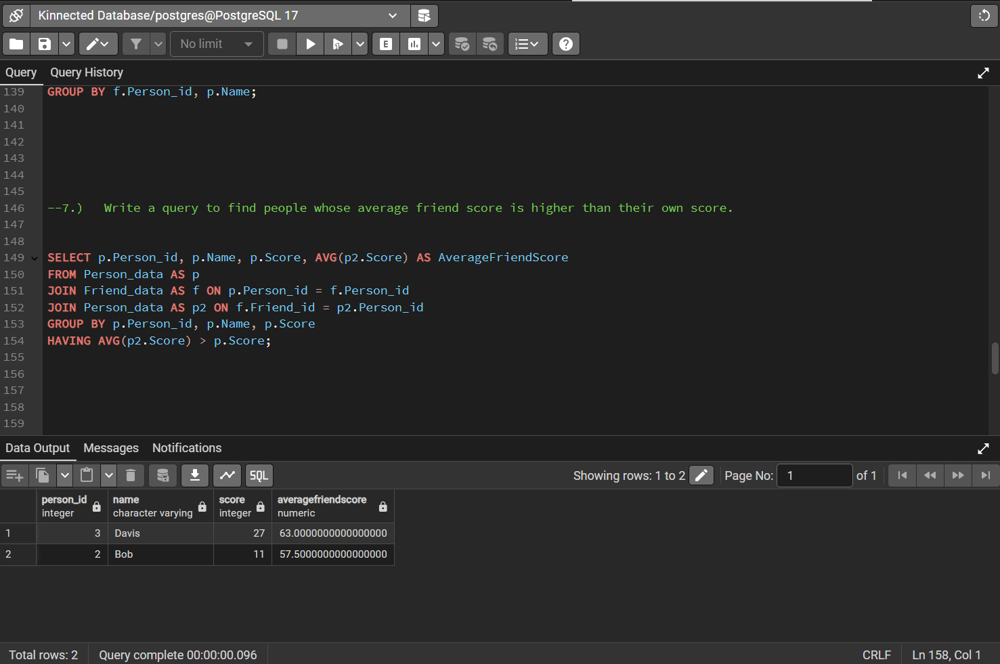 Kinnected Database/postgres@PostgreSQL 17
No limit
E
1
Query Query History
139 GROUP BY f.Person_id, p.Name;
140
141
142
143
144
145
146 --7.)   Write a query to find people whose average friend score is higher than their own score.
147
148
149 SELECT p.Person_id, p.Name, p.Score, AVG(p2.Score) AS AverageFriendScore
150 FROM Person_data AS p
151 JOIN Friend_data AS f ON p.Person_id = f.Person_id
152 JOIN Person_data AS p2 ON f.Friend_id = p2.Person_id
153 GROUP BY p.Person_id, p.Name, p.Score
154 HAVING AVG(p2.Score) > p.Score;
155
156
157
158
159
Data Output Messages Notifications
SQL Showing rows: 1 to 2 Page No: 1 of 1
person_id name score averagefriendscore
integer character varying integer numeric
1 3 Davis 27 63.0000000000000000
2 2 Bob 11 57.5000000000000000
Total rows: 2 Query complete 00:00:00.096 CRLF Ln 158, Col 1